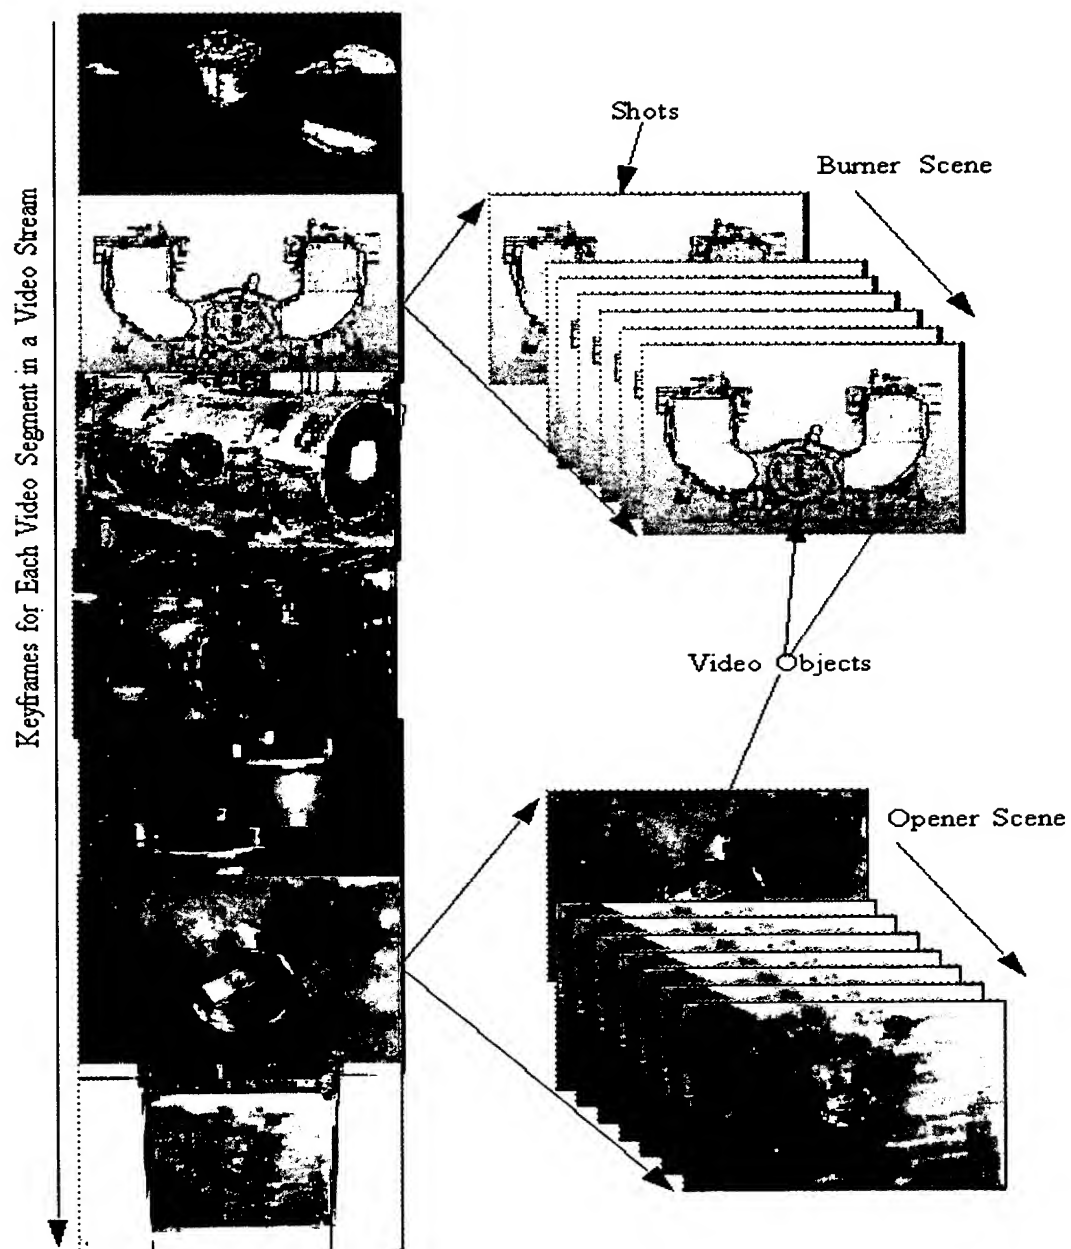 Keyframes for Each Video Segment in a Video Stream
Shots
Burner Scene
Video Objects
Opener Scene